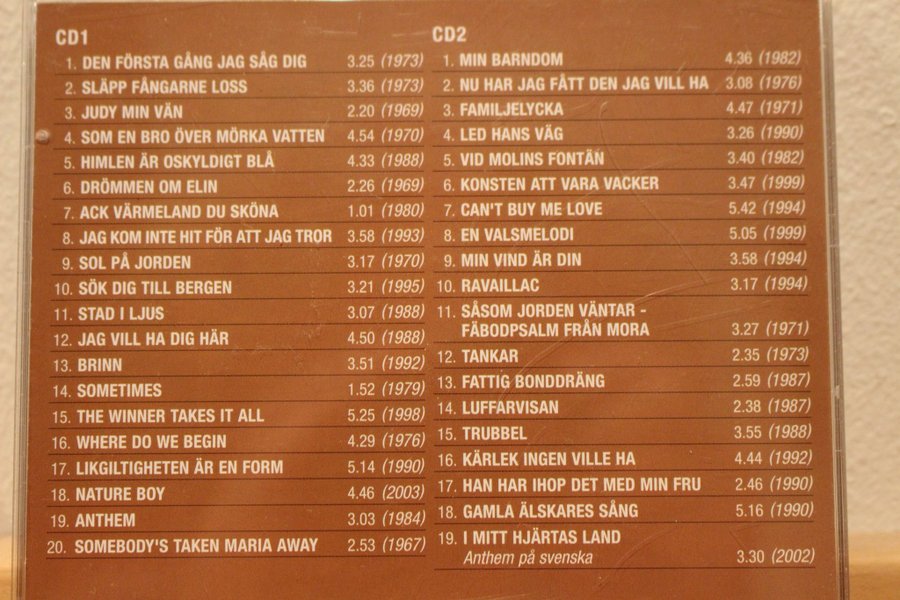 CD1
1. DEN FÖRSTA GÅNG JAG SÅG DIG 3.25 (1973)
2. SLÄPP FÅNGARNE LOSS 3.36 (1973)
3. JUDY MIN VÄN 2.20 (1969)
4. SOM EN BRO ÖVER MÖRKA VATTEN 4.54 (1970)
5. HIMLEN ÄR OSKYLDIGT BLÅ 4.33 (1988)
6. DRÖMMEN OM ELIN 2.26 (1969)
7. ACK VÄRMELAND DU SKÖNA 1.01 (1980)
8. JAG KOM INTE HIT FÖR ATT JAG TROR 3.58 (1993)
9. SOL PÅ JORDEN 3.17 (1970)
10. SÖK DIG TILL BERGEN 3.21 (1995)
11. STAD I LJUS 3.07 (1988)
12. JAG VILL HA DIG HÄR 4.50 (1988)
13. BRINN 3.51 (1992)
14. SOMETIMES 1.52 (1979)
15. THE WINNER TAKES IT ALL 5.25 (1998)
16. WHERE DO WE BEGIN 4.29 (1976)
17. LIKGILTIGHETEN ÄR EN FORM 5.14 (1990)
18. NATURE BOY 4.46 (2003)
19. ANTHEM 3.03 (1984)
20. SOMEBODY'S TAKEN MARIA AWAY 2.53 (1967)
CD2
1. MIN BARNDOM 4.36 (1982)
2. NU HAR JAG FÅTT DEN JAG VILL HA 3.08 (1976)
3. FAMILJELYCKA 4.47 (1971)
4. LED HANS VÄG 3.26 (1990)
5. VID MOLINS FONTÄN 3.40 (1982)
6. KONSTEN ATT VARA VACKER 3.47 (1999)
7. CAN'T BUY ME LOVE 5.42 (1994)
8. EN VALSMELODI 5.05 (1999)
9. MIN VIND ÄR DIN 3.58 (1994)
10. RAVAILLAC 3.17 (1994)
11. SÅSOM JORDEN VÄNTAR -
FÄBODPSALM FRÅN MORA 3.27 (1971)
12. TANKAR 2.35 (1973)
13. FATTIG BONDDRÄNG 2.59 (1987)
14. LUFFARVISAN 2.38 (1987)
15. TRUBBEL 3.55 (1988)
16. KÄRLEK INGEN VILLE HA 4.44 (1992)
17. HAN HAR IHOP DET MED MIN FRU 2.46 (1990)
18. GAMLA ÄLSKARES SÅNG 5.16 (1990)
19. I MITT HJÄRTAS LAND
Anthem på svenska 3.30 (2002)